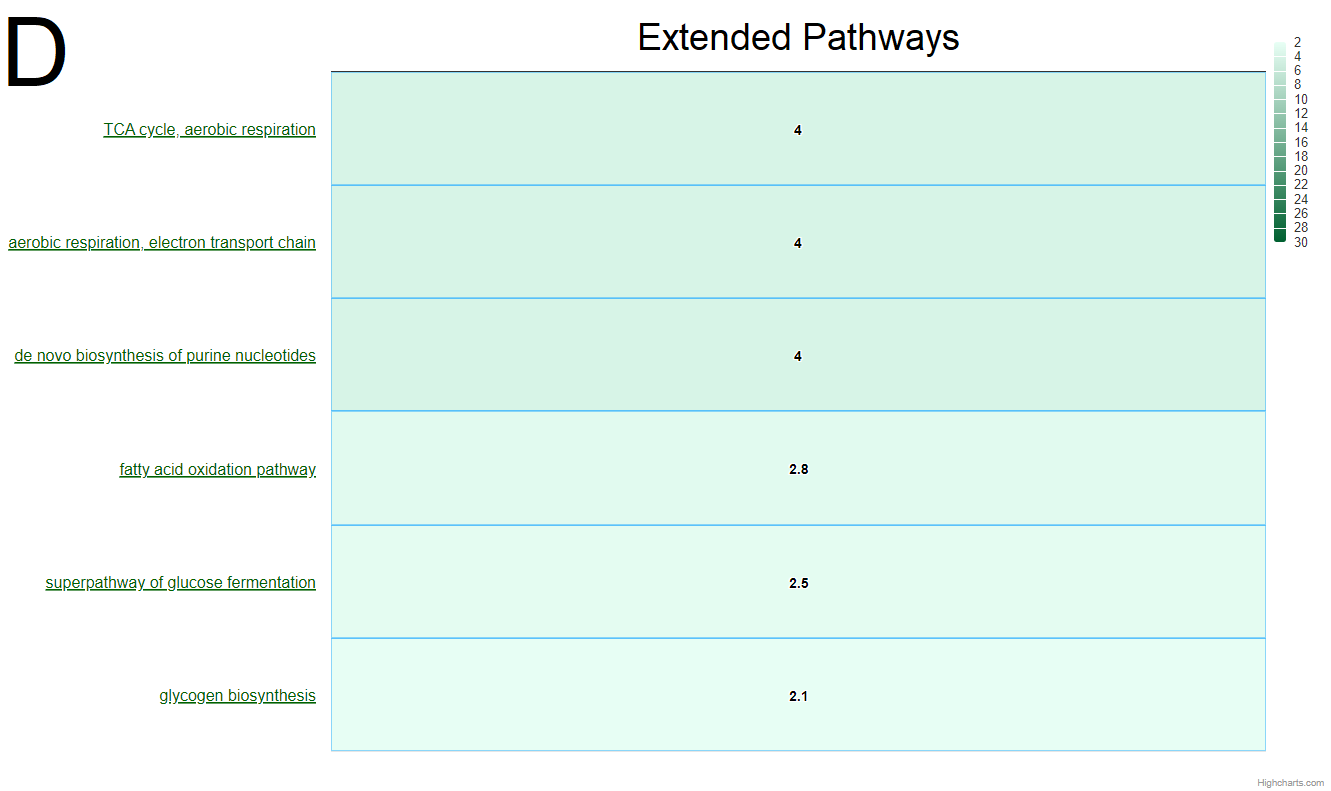 D
Extended Pathways
TCA cycle, aerobic respiration
4
aerobic respiration, electron transport chain
4
de novo biosynthesis of purine nucleotides
4
fatty acid oxidation pathway
2.8
superpathway of glucose fermentation
2.5
glycogen biosynthesis
2.1
2
4
6
8
10
12
14
16
18
20
22
24
26
28
30
Highcharts.com